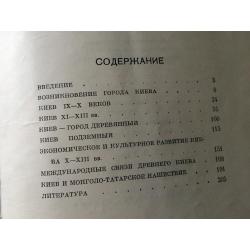 СОДЕРЖАНИЕ
ВВЕДЕНИЕ
ВОЗНИКНОВЕНИЕ ГОРОДА КИЕВА
КИЕВ IX—X ВЕКОВ
КИЕВ XI—XIII вв.
КИЕВ—ГОРОД ДЕРЕВЯННЫЙ
КИЕВ ПОДЗЕМНЫЙ
ЭКОНОМИЧЕСКОЕ И КУЛЬТУРНОЕ РАЗВИТИЕ КИЕ-
ВА X—XIII вв.
МЕЖДУНАРОДНЫЕ СВЯЗИ ДРЕВНЕГО КИЕВА
КИЕВ И МОНГОЛО-ТАТАРСКОЕ НАШЕСТВИЕ
ЛИТЕРАТУРА 205